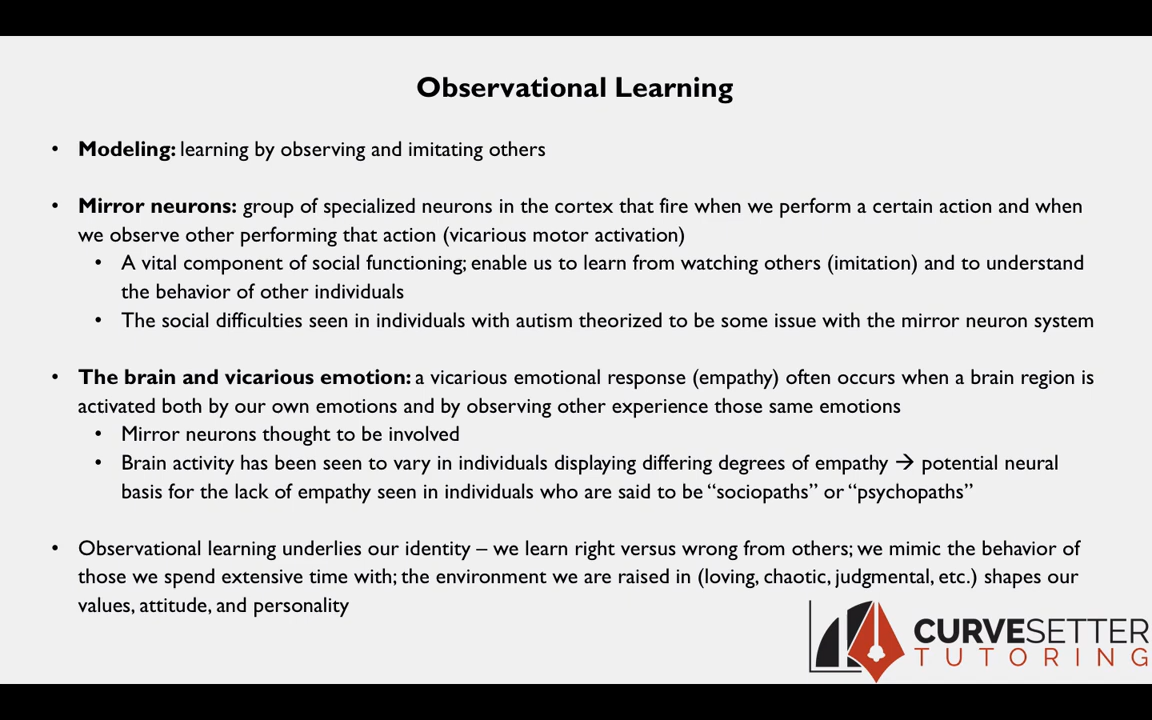 Observational Learning
• Modeling: learning by observing and imitating others
• Mirror neurons: group of specialized neurons in the cortex that fire when we perform a certain action and when
we observe other performing that action (vicarious motor activation)
• A vital component of social functioning; enable us to learn from watching others (imitation) and to understand
the behavior of other individuals
• The social difficulties seen in individuals with autism theorized to be some issue with the mirror neuron system
• The brain and vicarious emotion: a vicarious emotional response (empathy) often occurs when a brain region is
activated both by our own emotions and by observing other experience those same emotions
• Mirror neurons thought to be involved
• Brain activity has been seen to vary in individuals displaying differing degrees of empathy → potential neural
basis for the lack of empathy seen in individuals who are said to be “sociopaths” or “psychopaths”
• Observational learning underlies our identity – we learn right versus wrong from others; we mimic the behavior of
those we spend extensive time with; the environment we are raised in (loving, chaotic, judgmental, etc.) shapes our
values, attitude, and personality
CURVESETTER
TUTORING